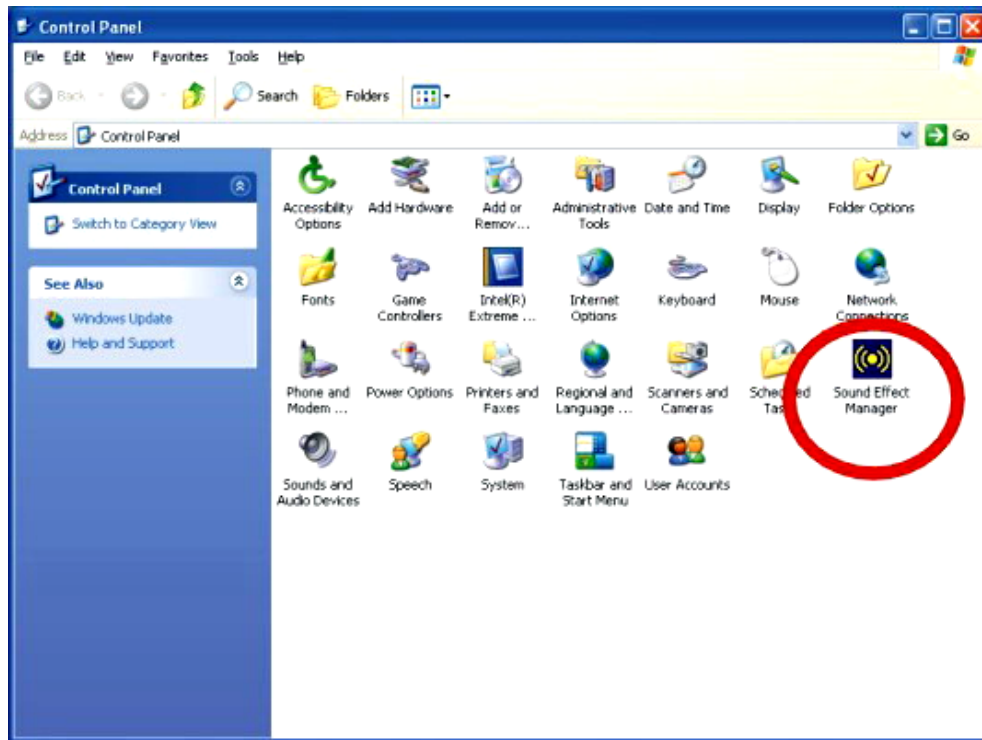 Control Panel
File Edit View Favorites Tools Help
Back Search Folders
Address Control Panel Go
Control Panel
Switch to Category View
See Also
Windows Update
Help and Support
Accessibility Options
Add Hardware
Add or Remov...
Administrative Tools
Date and Time
Display
Folder Options
Fonts
Game Controllers
Intel(R) Extreme ...
Internet Options
Keyboard
Mouse
Network Connections
Phone and Modem ...
Power Options
Printers and Faxes
Regional and Language ...
Scanners and Cameras
Sound Effect Manager
Sounds and Audio Devices
Speech
System
Taskbar and Start Menu
User Accounts